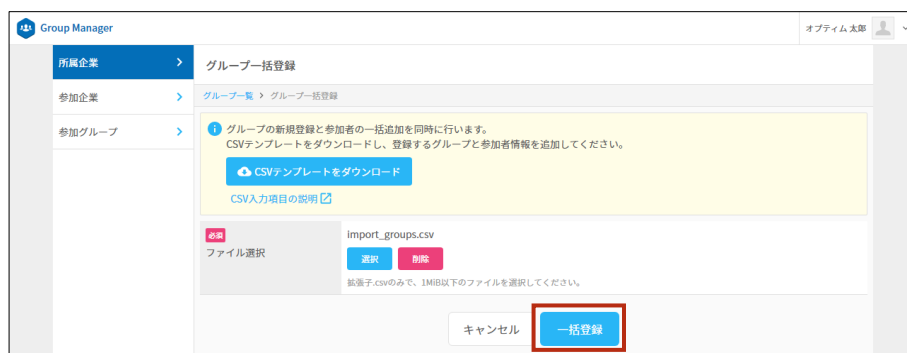 Group Manager
オプティム 太郎
所属企業
参加企業
参加グループ
グループ一括登録
グループ一覧 > グループ一括登録
グループの新規登録と参加者の一括追加を同時に行います。
CSVテンプレートをダウンロードし、登録するグループと参加者情報を追加してください。
CSVテンプレートをダウンロード
CSV入力項目の説明
必須
ファイル選択
import_groups.csv
選択 削除
拡張子.csvのみで、1MiB以下のファイルを選択してください。
キャンセル 一括登録